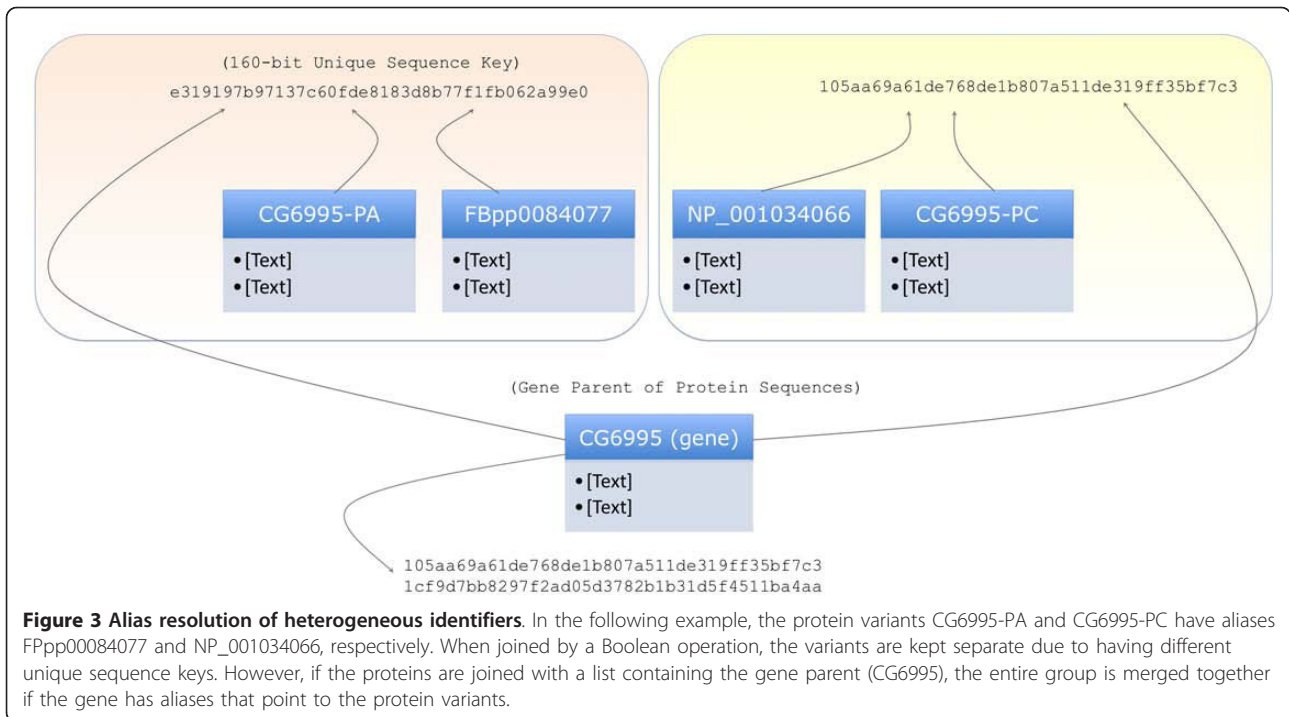 (160-bit Unique Sequence Key)
e319197b97137c60fde8183d8b77f1fb062a99e0
105aa69a61de768de1b807a511de319ff35bf7c3
CG6995-PA
• [Text]
• [Text]
FBpp0084077
• [Text]
• [Text]
NP_001034066
• [Text]
• [Text]
CG6995-PC
• [Text]
• [Text]
(Gene Parent of Protein Sequences)
CG6995 (gene)
• [Text]
• [Text]
105aa69a61de768de1b807a511de319ff35bf7c3
1cf9d7bb8297f2ad05d3782b1b31d5f4511ba4aa
Figure 3 Alias resolution of heterogeneous identifiers. In the following example, the protein variants CG6995-PA and CG6995-PC have aliases
FPpp00084077 and NP_001034066, respectively. When joined by a Boolean operation, the variants are kept separate due to having different
unique sequence keys. However, if the proteins are joined with a list containing the gene parent (CG6995), the entire group is merged together
if the gene has aliases that point to the protein variants.